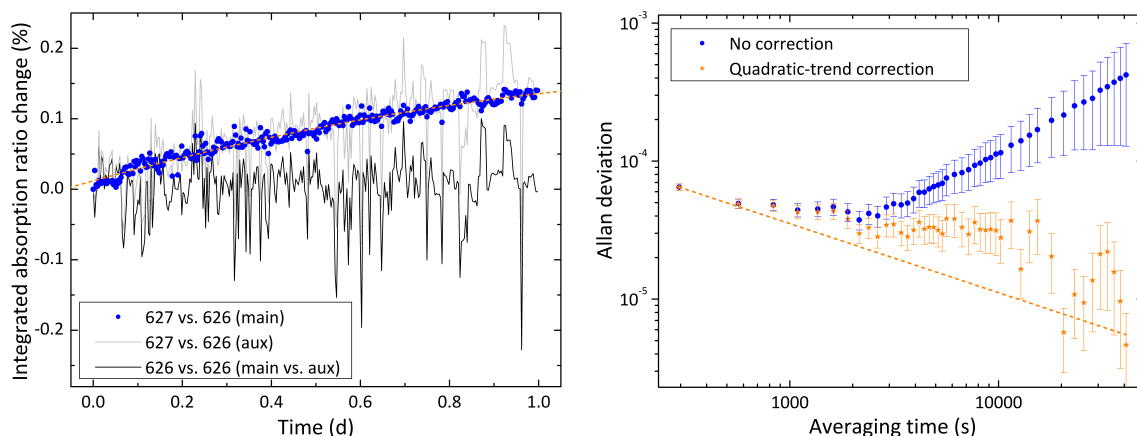 Integrated absorption ratio change (%)
0.2
0.1
0.0
-0.1
-0.2
627 vs. 626 (main)
627 vs. 626 (aux)
626 vs. 626 (main vs. aux)
0.0 0.2 0.4 0.6 0.8 1.0
Time (d)
Allan deviation
10⁻³
10⁻⁴
10⁻⁵
No correction
Quadratic-trend correction
1000 10000
Averaging time (s)